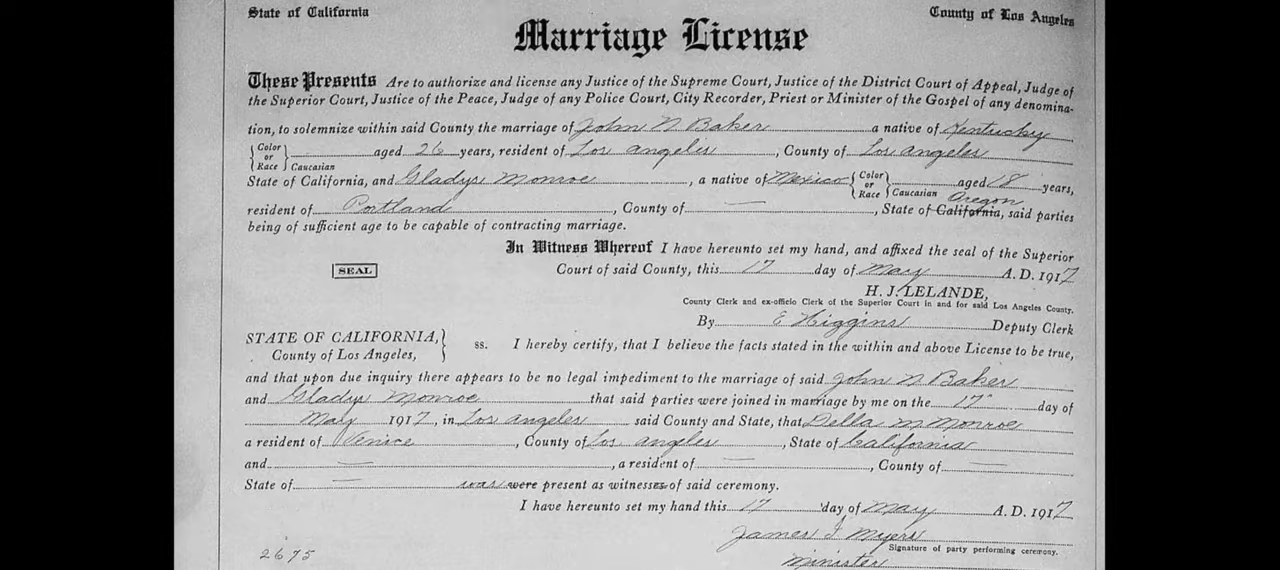 State of California County of Los Angeles
Marriage License
These Presents Are to authorize and license any Justice of the Supreme Court, Justice of the District Court of Appeal, Judge of
the Superior Court, Justice of the Peace, Judge of any Police Court, City Recorder, Priest or Minister of the Gospel of any denomina-
tion, to solemnize within said County the marriage of John N Baker a native of Kentucky
{Color or Race} Caucasian aged 26 years, resident of Los Angeles, County of Los Angeles
State of California, and Gladys Monroe, a native of Mexico {Color or Race} Caucasian aged 18 years,
resident of Portland, County of —, State of California, Oregon said parties
being of sufficient age to be capable of contracting marriage.
In Witness Whereof I have hereunto set my hand, and affixed the seal of the Superior
SEAL Court of said County, this 17 day of May A. D. 1917
H. J. LELANDE,
County Clerk and ex-officio Clerk of the Superior Court in and for said Los Angeles County.
By E Higgins Deputy Clerk
STATE OF CALIFORNIA, } ss. I hereby certify, that I believe the facts stated in the within and above License to be true,
County of Los Angeles,
and that upon due inquiry there appears to be no legal impediment to the marriage of said John N Baker
and Gladys Monroe that said parties were joined in marriage by me on the 17" day of
May 1917, in Los Angeles said County and State, that Della M Monroe
a resident of Venice, County of Los Angeles, State of California
and — , a resident of — , County of —
State of — was were present as witnesses of said ceremony.
I have hereunto set my hand this 17 day of May A. D. 1917
James I Myers
Signature of party performing ceremony.
2675 Minister